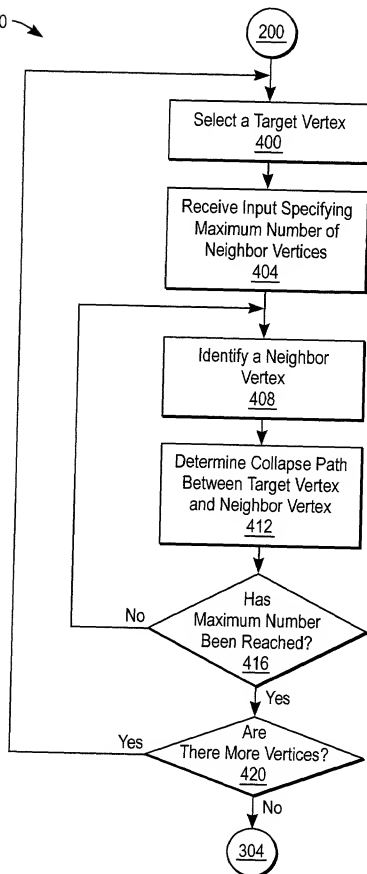 0
200
Select a Target Vertex
400
Receive Input Specifying
Maximum Number of
Neighbor Vertices
404
Identify a Neighbor
Vertex
408
Determine Collapse Path
Between Target Vertex
and Neighbor Vertex
412
Has
Maximum Number
Been Reached?
416
No
Yes
Are
There More Vertices?
420
Yes
No
304